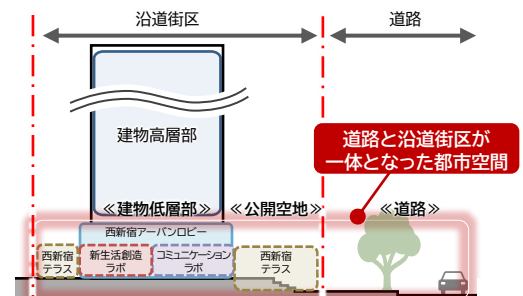 沿道街区
道路
建物高層部
道路と沿道街区が
一体となった都市空間
≪建物低層部≫
≪公開空地≫
≪道路≫
西新宿アーバンロビー
西新宿
テラス
新生活創造
ラボ
コミュニケーション
ラボ
西新宿
テラス